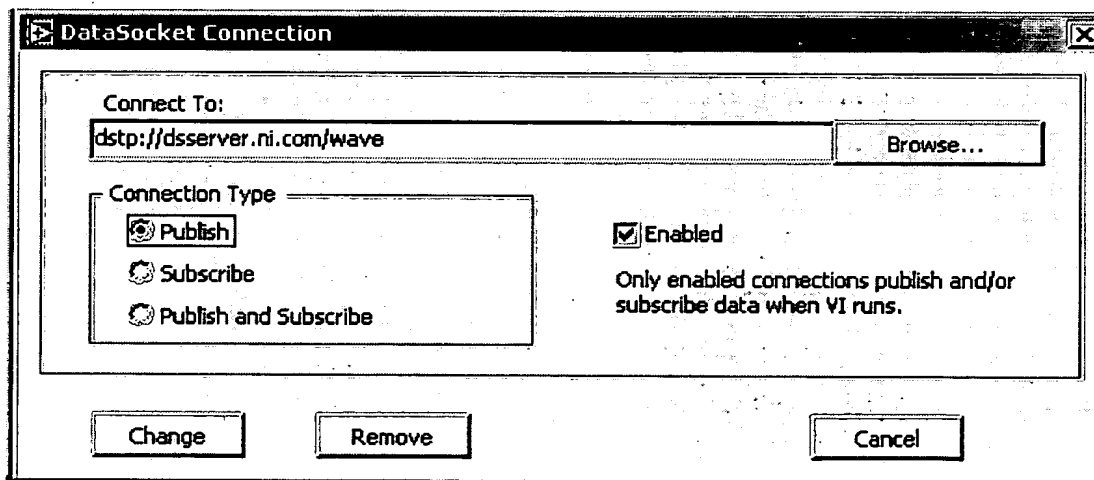 DataSocket Connection
Connect To:
dstp://dsserver.ni.com/wave
Browse...
Connection Type
Publish
Subscribe
Publish and Subscribe
Enabled
Only enabled connections publish and/or
subscribe data when VI runs.
Change
Remove
Cancel